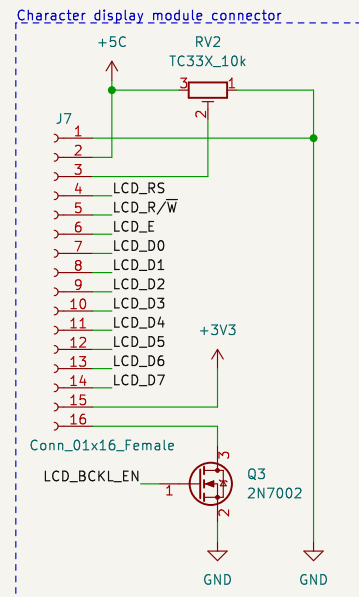 Character display module connector
+5C
RV2
TC33X_10k
3
1
2
J7
1
2
3
4 LCD_RS
5 LCD_R/W̅
6 LCD_E
7 LCD_D0
8 LCD_D1
9 LCD_D2
10 LCD_D3
11 LCD_D4
12 LCD_D5
13 LCD_D6
14 LCD_D7
15
16
+3V3
Conn_01x16_Female
LCD_BCKL_EN
1
3
2
Q3
2N7002
GND
GND